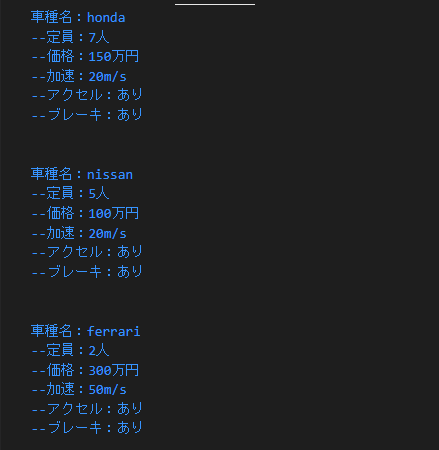 車種名：honda
--定員：7人
--価格：150万円
--加速：20m/s
--アクセル：あり
--ブレーキ：あり
車種名：nissan
--定員：5人
--価格：100万円
--加速：20m/s
--アクセル：あり
--ブレーキ：あり
車種名：ferrari
--定員：2人
--価格：300万円
--加速：50m/s
--アクセル：あり
--ブレーキ：あり